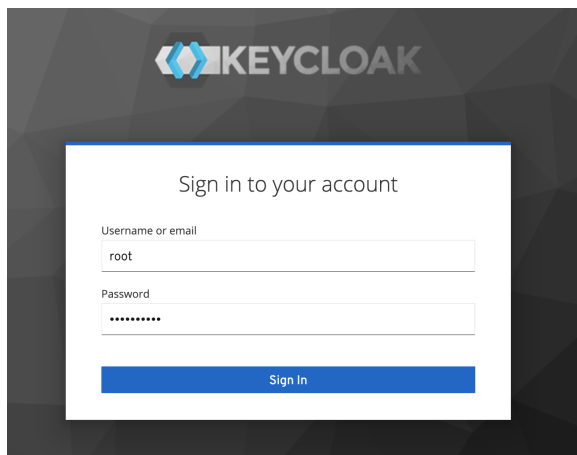 KEYCLOAK
Sign in to your account
Username or email
root
Password
••••••••••
Sign In